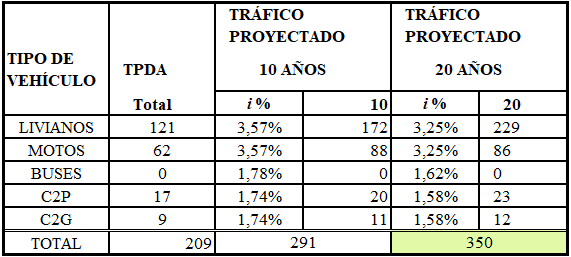 TIPO DE VEHÍCULO TPDA TRÁFICO PROYECTADO TRÁFICO PROYECTADO
10 AÑOS 20 AÑOS
Total i % 10 i % 20
LIVIANOS 121 3,57% 172 3,25% 229
MOTOS 62 3,57% 88 3,25% 86
BUSES 0 1,78% 0 1,62% 0
C2P 17 1,74% 20 1,58% 23
C2G 9 1,74% 11 1,58% 12
TOTAL 209 291 350